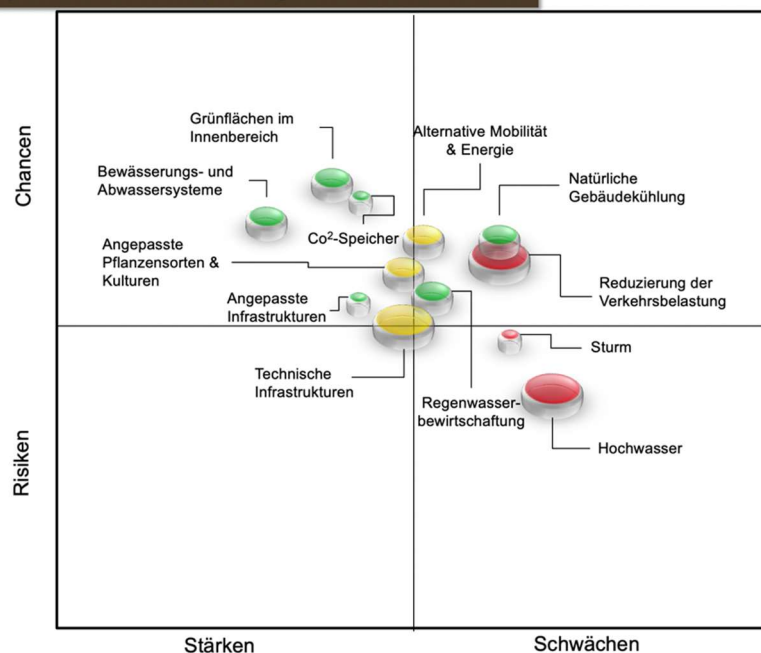 Grünflächen im
Innenbereich
Alternative Mobilität
& Energie
Chancen
Bewässerungs- und
Abwassersysteme
Natürliche
Gebäudekühlung
Co²-Speicher
Angepasste
Pflanzensorten &
Kulturen
Angepasste
Infrastrukturen
Reduzierung der
Verkehrsbelastung
Sturm
Technische
Infrastrukturen
Regenwasser-
bewirtschaftung
Hochwasser
Risiken
Stärken
Schwächen